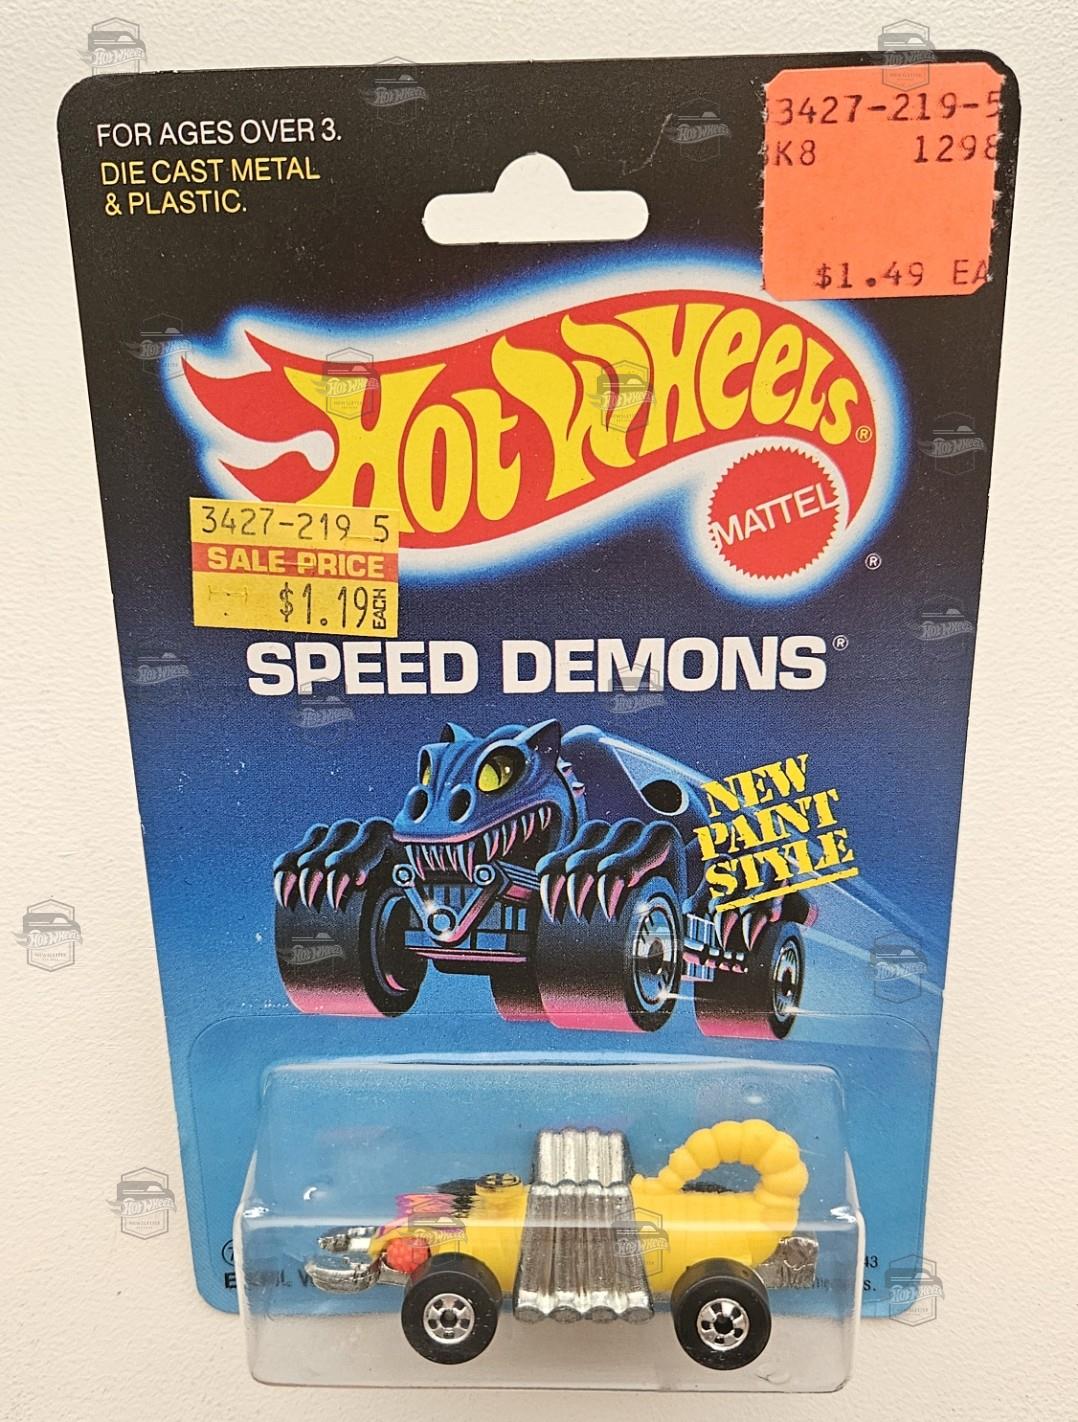 FOR AGES OVER 3.
DIE CAST METAL
& PLASTIC.
3427-219-5
K8 1298
$1.49 EA
HOT WHEELS®
MATTEL
®
3427-219 5
SALE PRICE
$1.19 EACH
SPEED DEMONS®
NEW
PAINT
STYLE